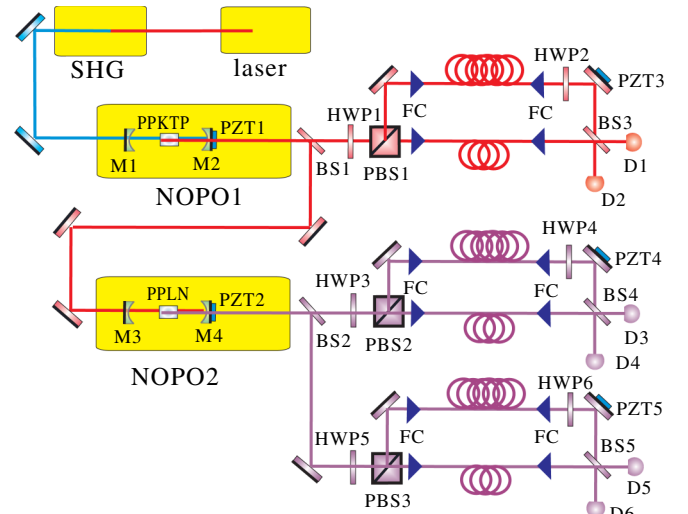 SHG
laser
HWP2
PZT3
PPKTP
PZT1
HWP1
FC
FC
BS3
M1
M2
BS1
PBS1
D1
NOPO1
D2
HWP4
PZT4
PPLN
PZT2
HWP3
FC
FC
BS4
M3
M4
BS2
PBS2
D3
NOPO2
D4
HWP6
PZT5
HWP5
FC
FC
BS5
PBS3
D5
D6